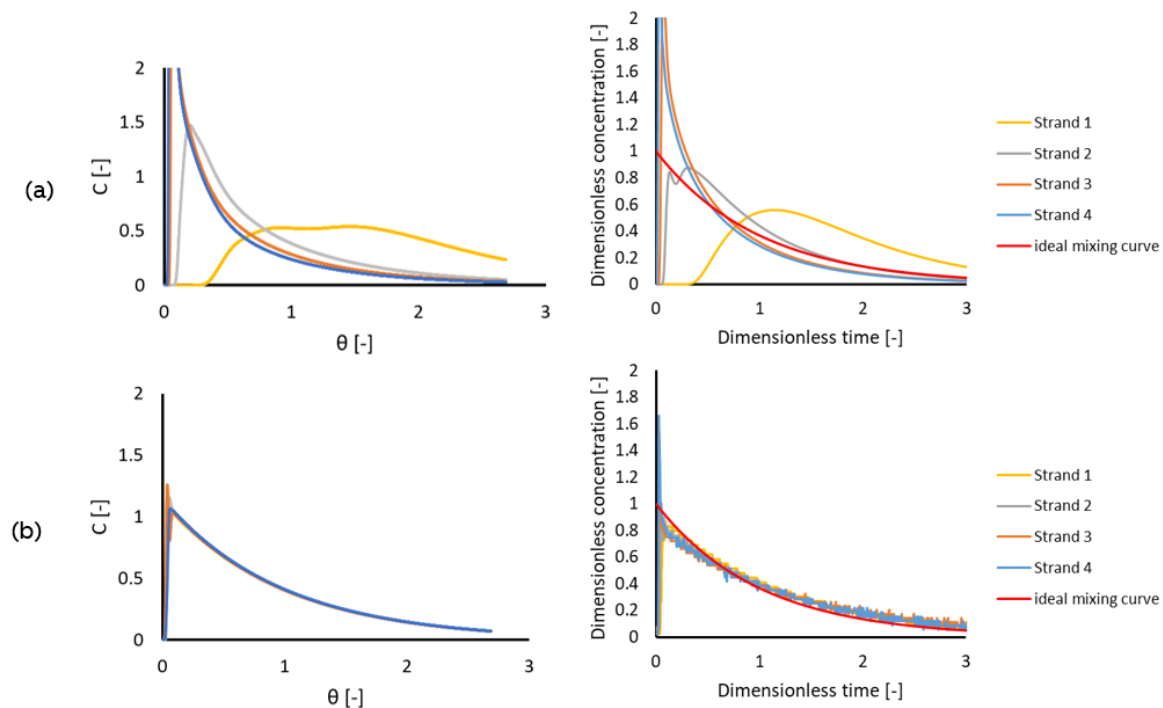 (a)
C [-]
2
1.5
1
0.5
0
0
1
2
3
θ [-]
Dimensionless concentration [-]
2
1.8
1.6
1.4
1.2
1
0.8
0.6
0.4
0.2
0
0
1
2
3
Dimensionless time [-]
Strand 1
Strand 2
Strand 3
Strand 4
ideal mixing curve
(b)
C [-]
2
1.5
1
0.5
0
0
1
2
3
θ [-]
Dimensionless concentration [-]
2
1.8
1.6
1.4
1.2
1
0.8
0.6
0.4
0.2
0
0
1
2
3
Dimensionless time [-]
Strand 1
Strand 2
Strand 3
Strand 4
ideal mixing curve